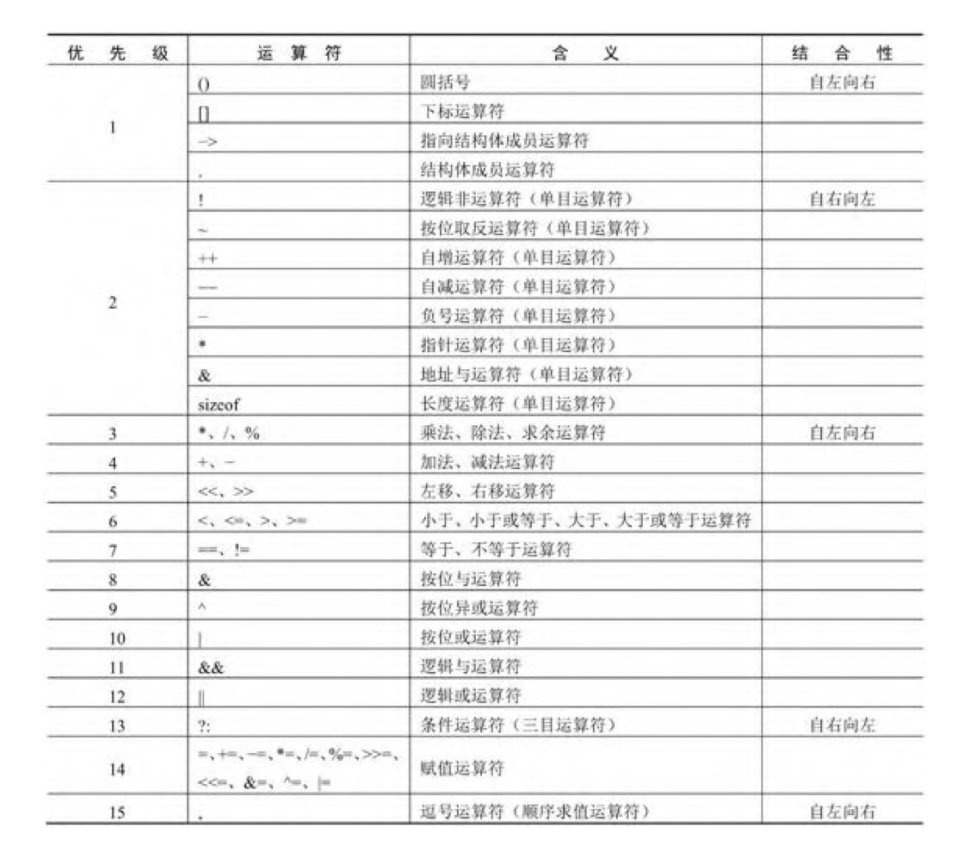 优先级 运算符 含义 结合性
1 () 圆括号 自左向右
[] 下标运算符
–> 指向结构体成员运算符
. 结构体成员运算符
2 ! 逻辑非运算符（单目运算符） 自右向左
~ 按位取反运算符（单目运算符）
++ 自增运算符（单目运算符）
-- 自减运算符（单目运算符）
– 负号运算符（单目运算符）
* 指针运算符（单目运算符）
& 地址与运算符（单目运算符）
sizeof 长度运算符（单目运算符）
3 *、/、% 乘法、除法、求余运算符 自左向右
4 +、– 加法、减法运算符
5 <<、>> 左移、右移运算符
6 <、<=、>、>= 小于、小于或等于、大于、大于或等于运算符
7 ==、!= 等于、不等于运算符
8 & 按位与运算符
9 ^ 按位异或运算符
10 | 按位或运算符
11 && 逻辑与运算符
12 || 逻辑或运算符
13 ?: 条件运算符（三目运算符） 自右向左
14 =、+=、–=、*=、/=、%=、>>=、
<<=、&=、^=、|= 赋值运算符
15 , 逗号运算符（顺序求值运算符） 自左向右